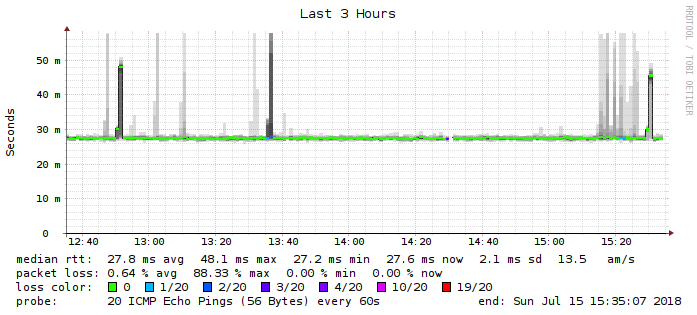 Last 3 Hours
RRDTOOL / TOBI OETIKER
Seconds
50 m
40 m
30 m
20 m
10 m
0
12:40 13:00 13:20 13:40 14:00 14:20 14:40 15:00 15:20
median rtt: 27.8 ms avg 48.1 ms max 27.2 ms min 27.6 ms now 2.1 ms sd 13.5 am/s
packet loss: 0.64 % avg 88.33 % max 0.00 % min 0.00 % now
loss color: 0 1/20 2/20 3/20 4/20 10/20 19/20
probe: 20 ICMP Echo Pings (56 Bytes) every 60s end: Sun Jul 15 15:35:07 2018